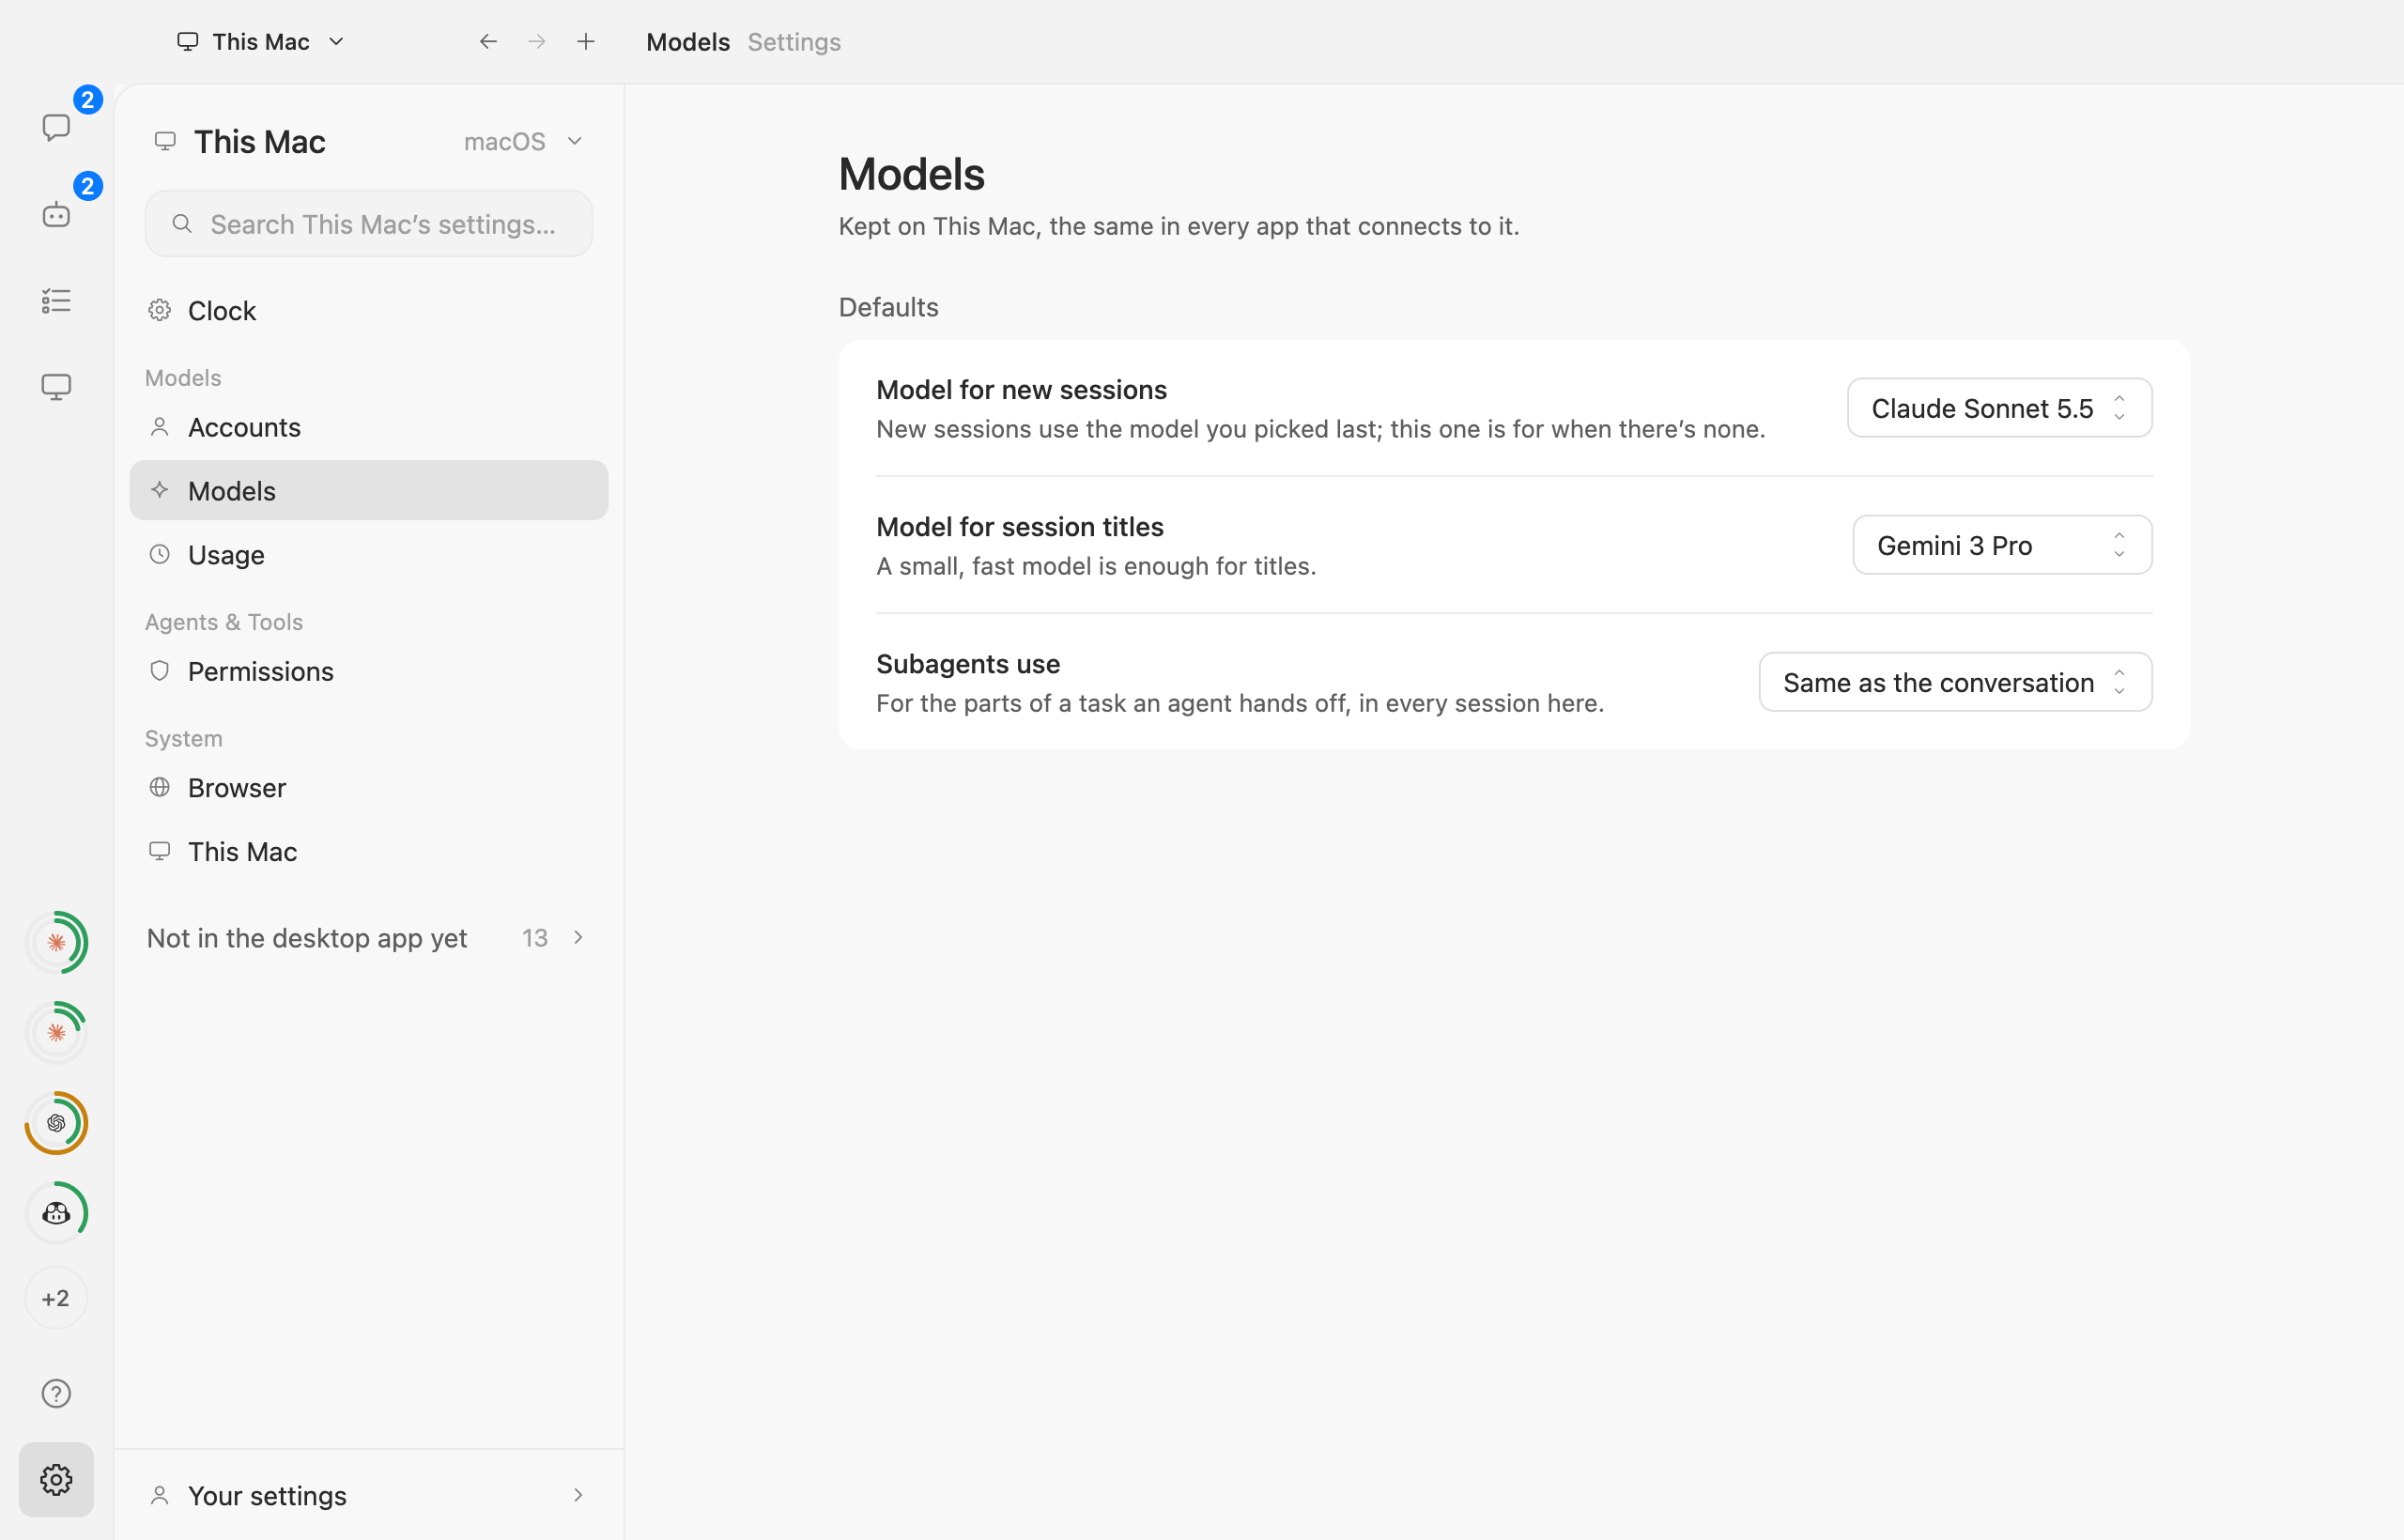 This Mac
Models Settings
2
2
This Mac macOS
Search This Mac’s settings…
Clock
Models
Accounts
Models
Usage
Agents & Tools
Permissions
System
Browser
This Mac
Not in the desktop app yet 13
+2
Your settings
Models
Kept on This Mac, the same in every app that connects to it.
Defaults
Model for new sessions
New sessions use the model you picked last; this one is for when there’s none.
Claude Sonnet 5.5
Model for session titles
A small, fast model is enough for titles.
Gemini 3 Pro
Subagents use
For the parts of a task an agent hands off, in every session here.
Same as the conversation